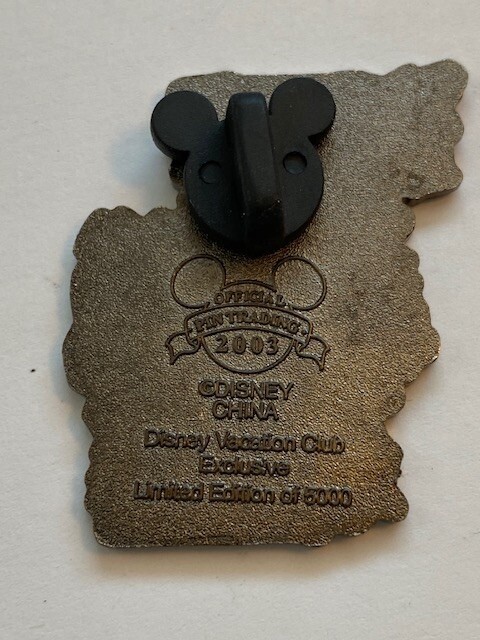 OFFICIAL
PIN TRADING
2003
©DISNEY
CHINA
Disney Vacation Club
Exclusive
Limited Edition of 5000